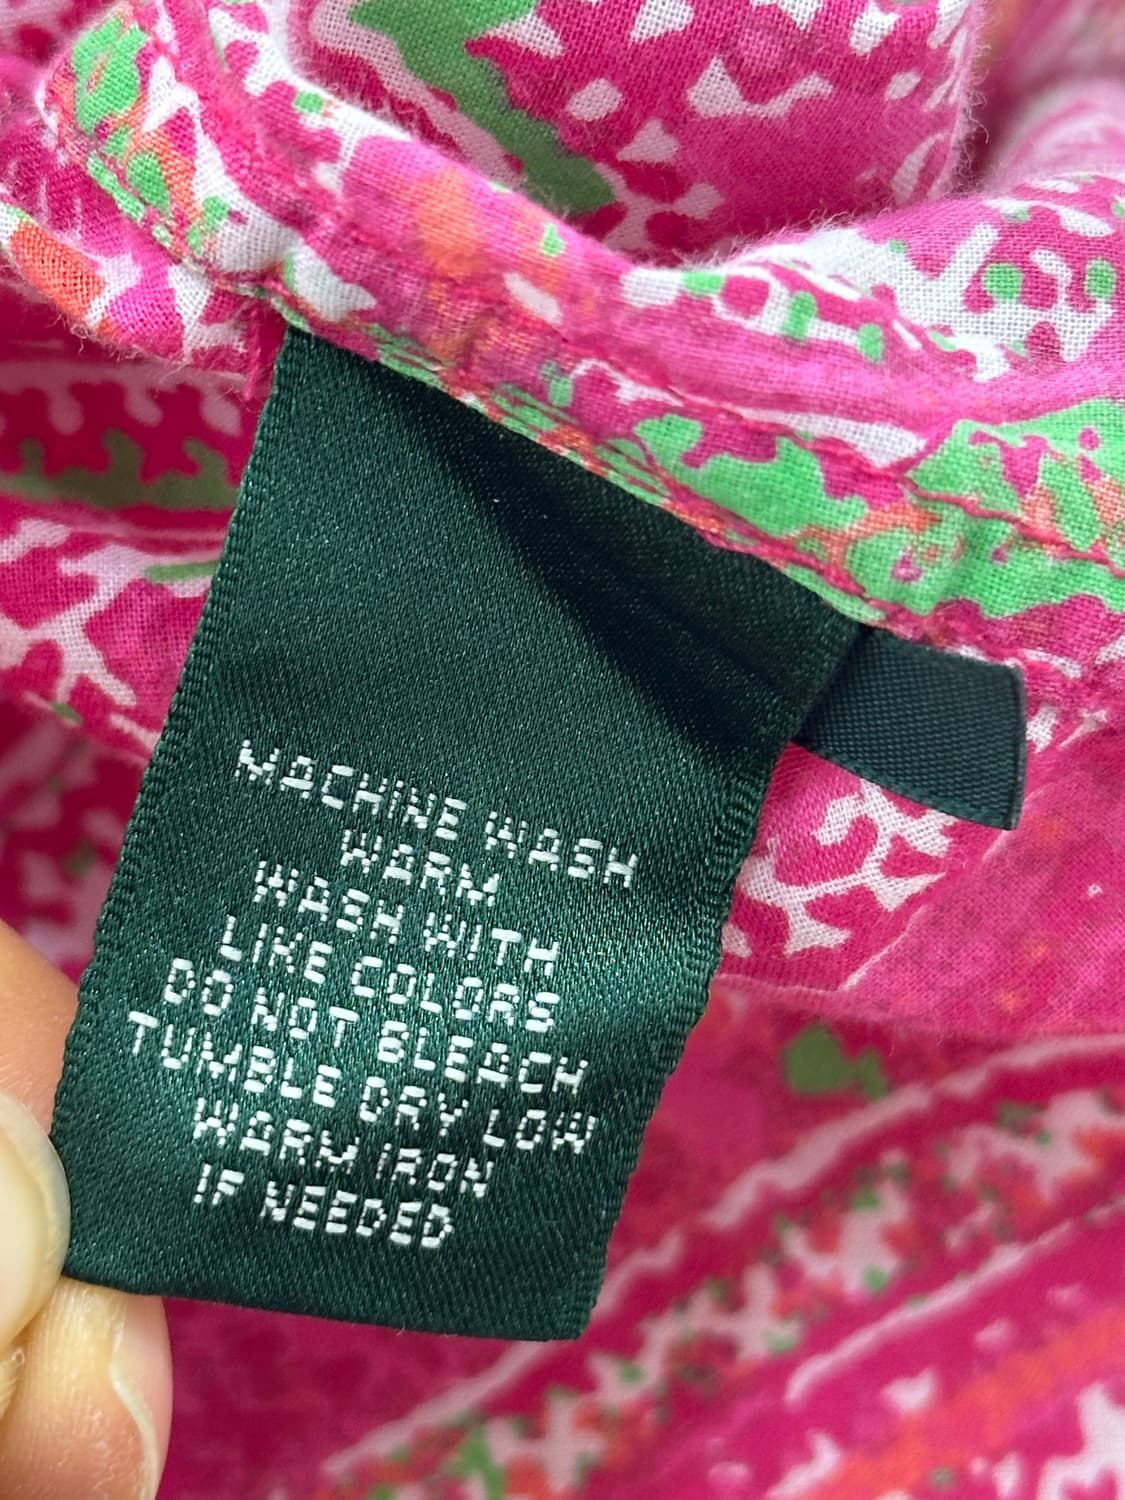 MACHINE WASH
WARM
WASH WITH
LIKE COLORS
DO NOT BLEACH
TUMBLE DRY LOW
WARM IRON
IF NEEDED